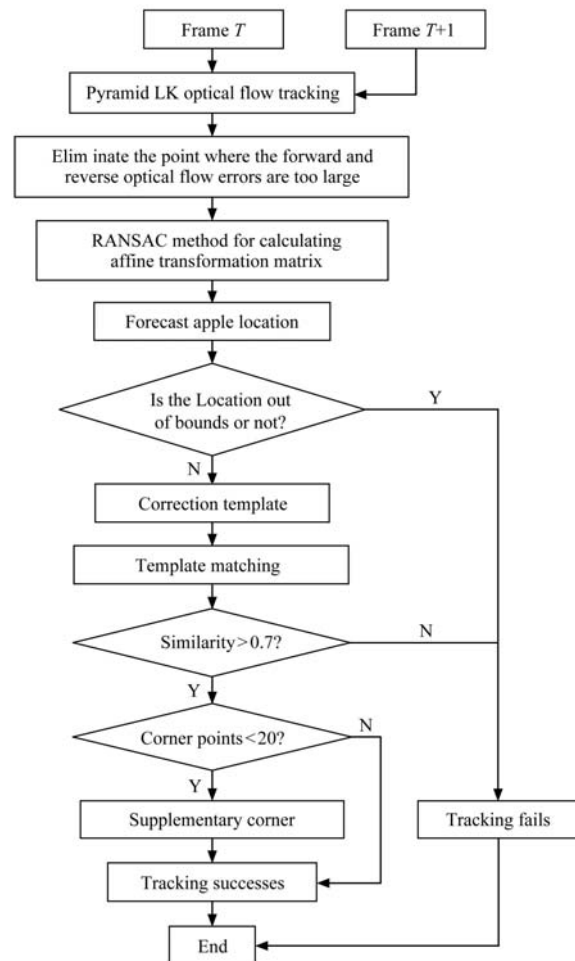 Frame T
Frame T+1
Pyramid LK optical flow tracking
Elim inate the point where the forward and
reverse optical flow errors are too large
RANSAC method for calculating
affine transformation matrix
Forecast apple location
Is the Location out
of bounds or not?
Y
N
Correction template
Template matching
Similarity>0.7?
N
Y
Corner points<20?
N
Y
Supplementary corner
Tracking fails
Tracking successes
End